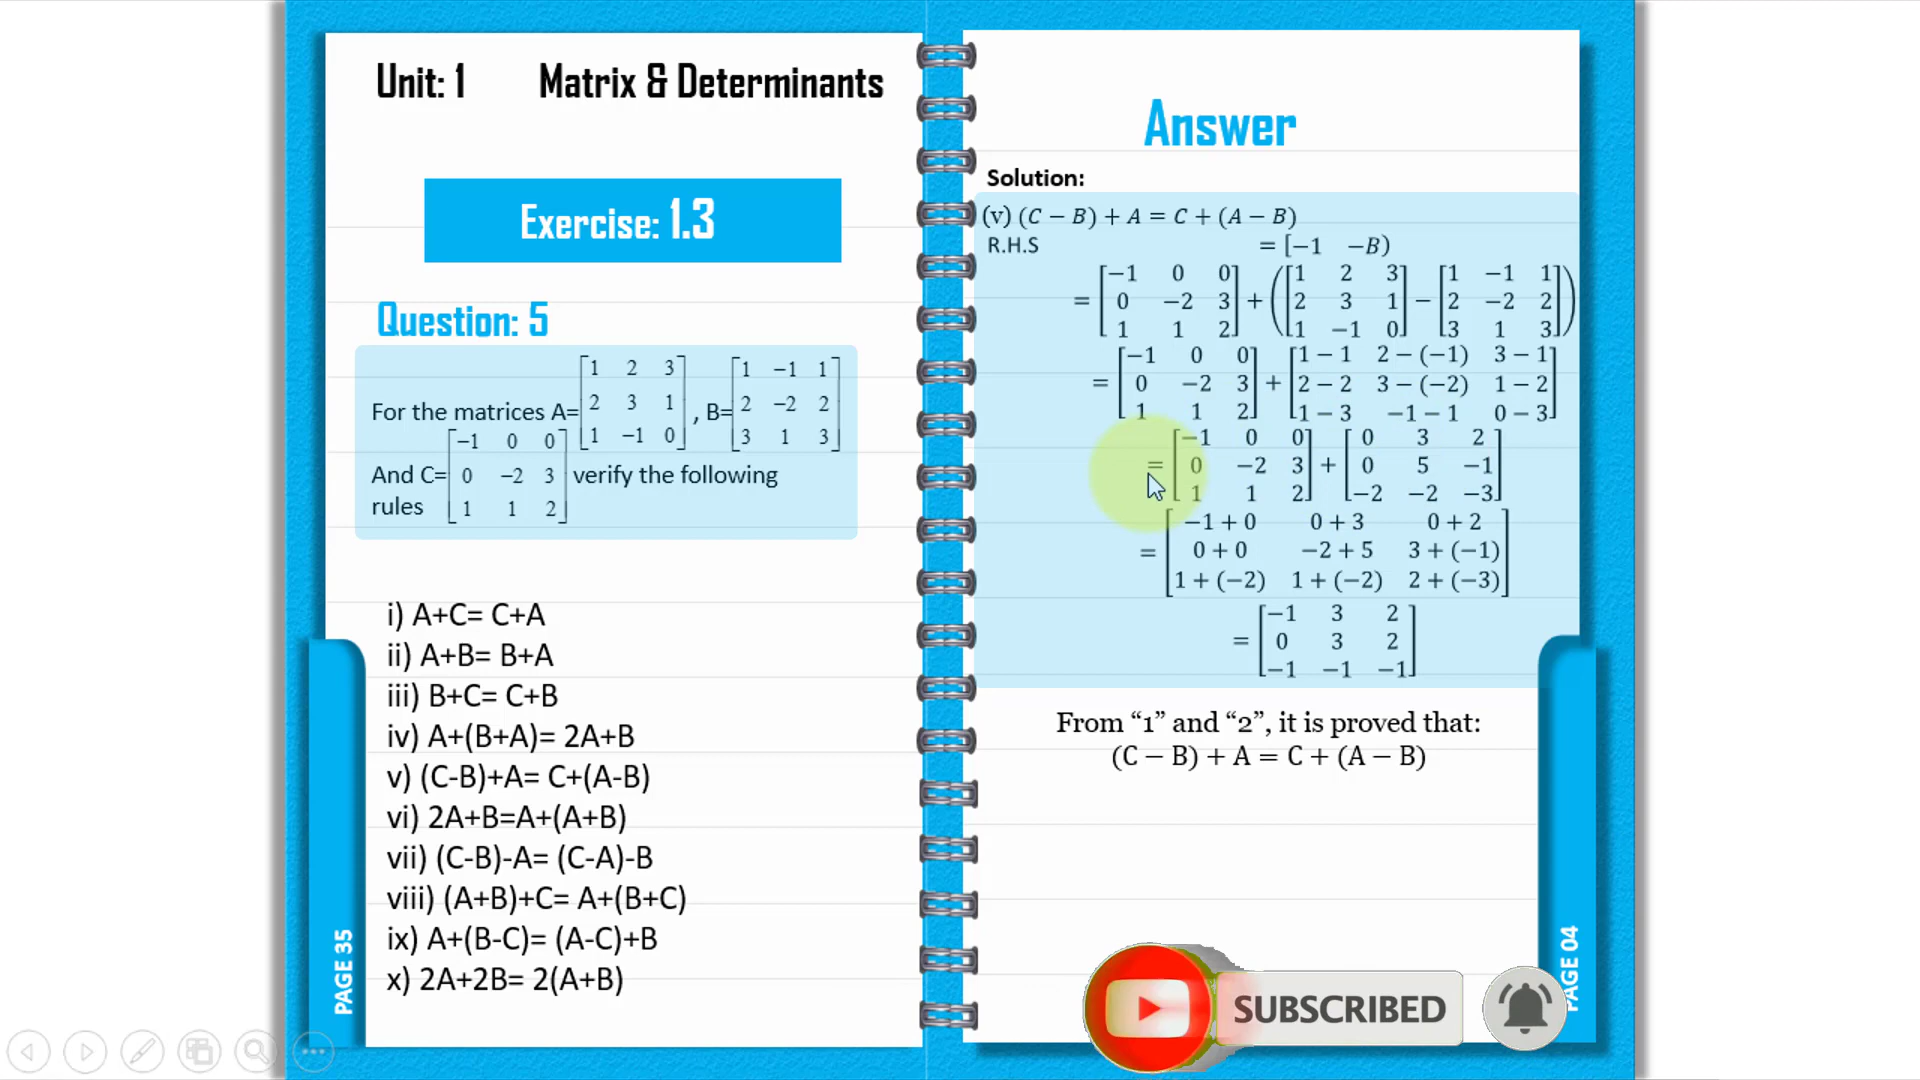 Unit: 1 Matrix & Determinants
Exercise: 1.3
Question: 5
For the matrices A= [1 2 3
2 3 1
1 −1 0] , B= [1 −1 1
2 −2 2
3 1 3]
And C= [−1 0 0
0 −2 3
1 1 2] verify the following
rules
i) A+C= C+A
ii) A+B= B+A
iii) B+C= C+B
iv) A+(B+A)= 2A+B
v) (C-B)+A= C+(A-B)
vi) 2A+B=A+(A+B)
vii) (C-B)-A= (C-A)-B
viii) (A+B)+C= A+(B+C)
ix) A+(B-C)= (A-C)+B
x) 2A+2B= 2(A+B)
PAGE 35
Answer
Solution:
(v) (C − B) + A = C + (A − B)
R.H.S = [−1 −B)
= [−1 0 0] + ([1 2 3] − [1 −1 1])
[0 −2 3] [2 3 1] [2 −2 2]
[1 1 2] [1 −1 0] [3 1 3]
= [−1 0 0] + [1 − 1 2 − (−1) 3 − 1]
[0 −2 3] [2 − 2 3 − (−2) 1 − 2]
[1 1 2] [1 − 3 −1 − 1 0 − 3]
= [−1 0 0] + [0 3 2]
[0 −2 3] [0 5 −1]
[1 1 2] [−2 −2 −3]
= [−1 + 0 0 + 3 0 + 2]
[0 + 0 −2 + 5 3 + (−1)]
[1 + (−2) 1 + (−2) 2 + (−3)]
= [−1 3 2]
[0 3 2]
[−1 −1 −1]
From “1” and “2”, it is proved that:
(C − B) + A = C + (A − B)
SUBSCRIBED
PAGE 04